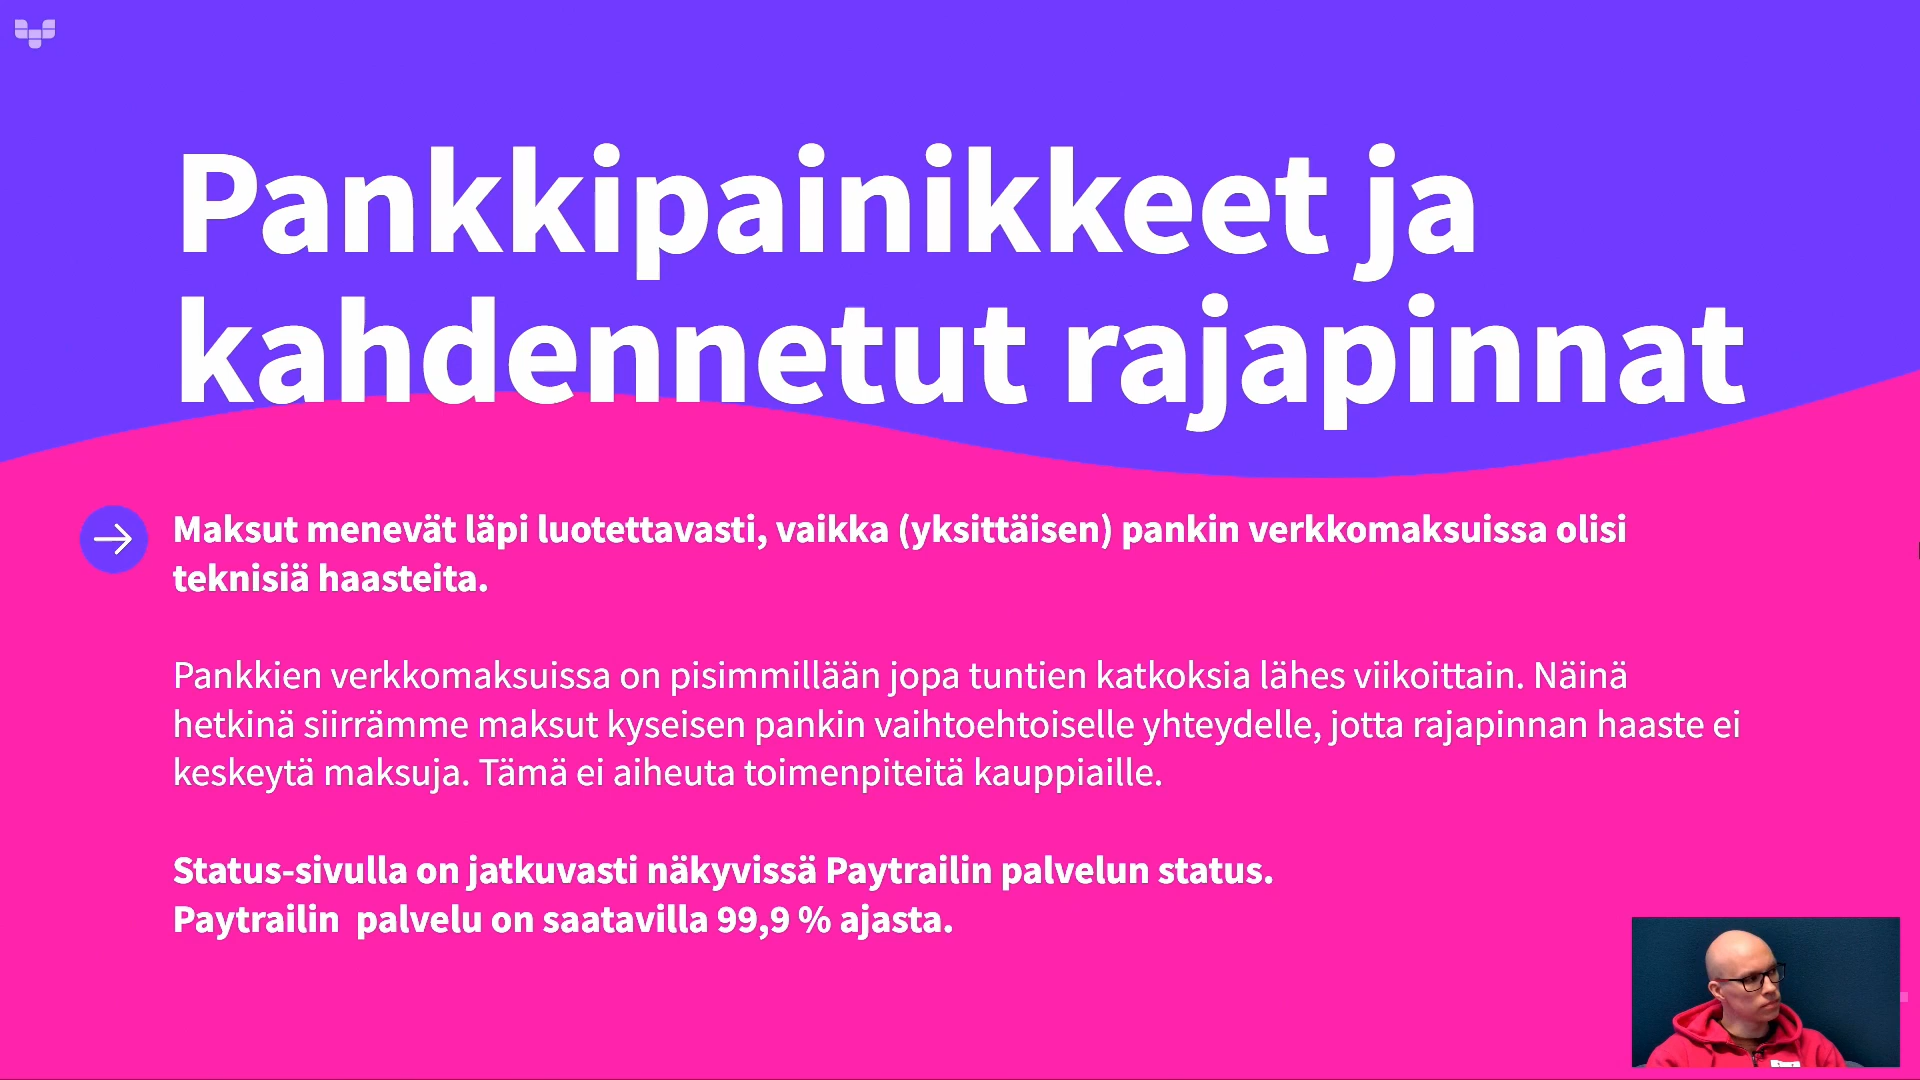 Pankkipainikkeet ja
kahdennetut rajapinnat
Maksut menevät läpi luotettavasti, vaikka (yksittäisen) pankin verkkomaksuissa olisi
teknisiä haasteita.
Pankkien verkkomaksuissa on pisimmillään jopa tuntien katkoksia lähes viikoittain. Näinä
hetkinä siirrämme maksut kyseisen pankin vaihtoehtoiselle yhteydelle, jotta rajapinnan haaste ei
keskeytä maksuja. Tämä ei aiheuta toimenpiteitä kauppiaille.
Status-sivulla on jatkuvasti näkyvissä Paytrailin palvelun status.
Paytrailin  palvelu on saatavilla 99,9 % ajasta.